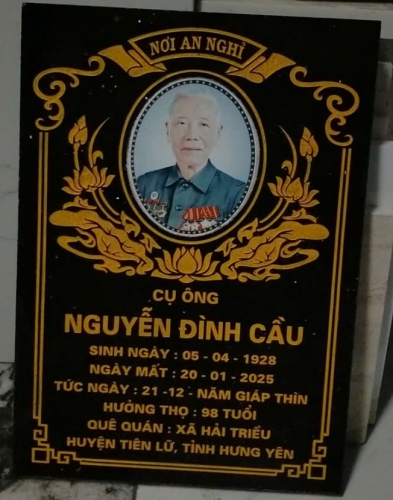 NƠI AN NGHỈ
CỤ ÔNG
NGUYỄN ĐÌNH CẦU
SINH NGÀY : 05 - 04 - 1928
NGÀY MẤT : 20 - 01 - 2025
TỨC NGÀY : 21 -12 - NĂM GIÁP THÌN
HƯỞNG THỌ : 98 TUỔI
QUÊ QUÁN : XÃ HẢI TRIỀU
HUYỆN TIÊN LỮ, TỈNH HƯNG YÊN